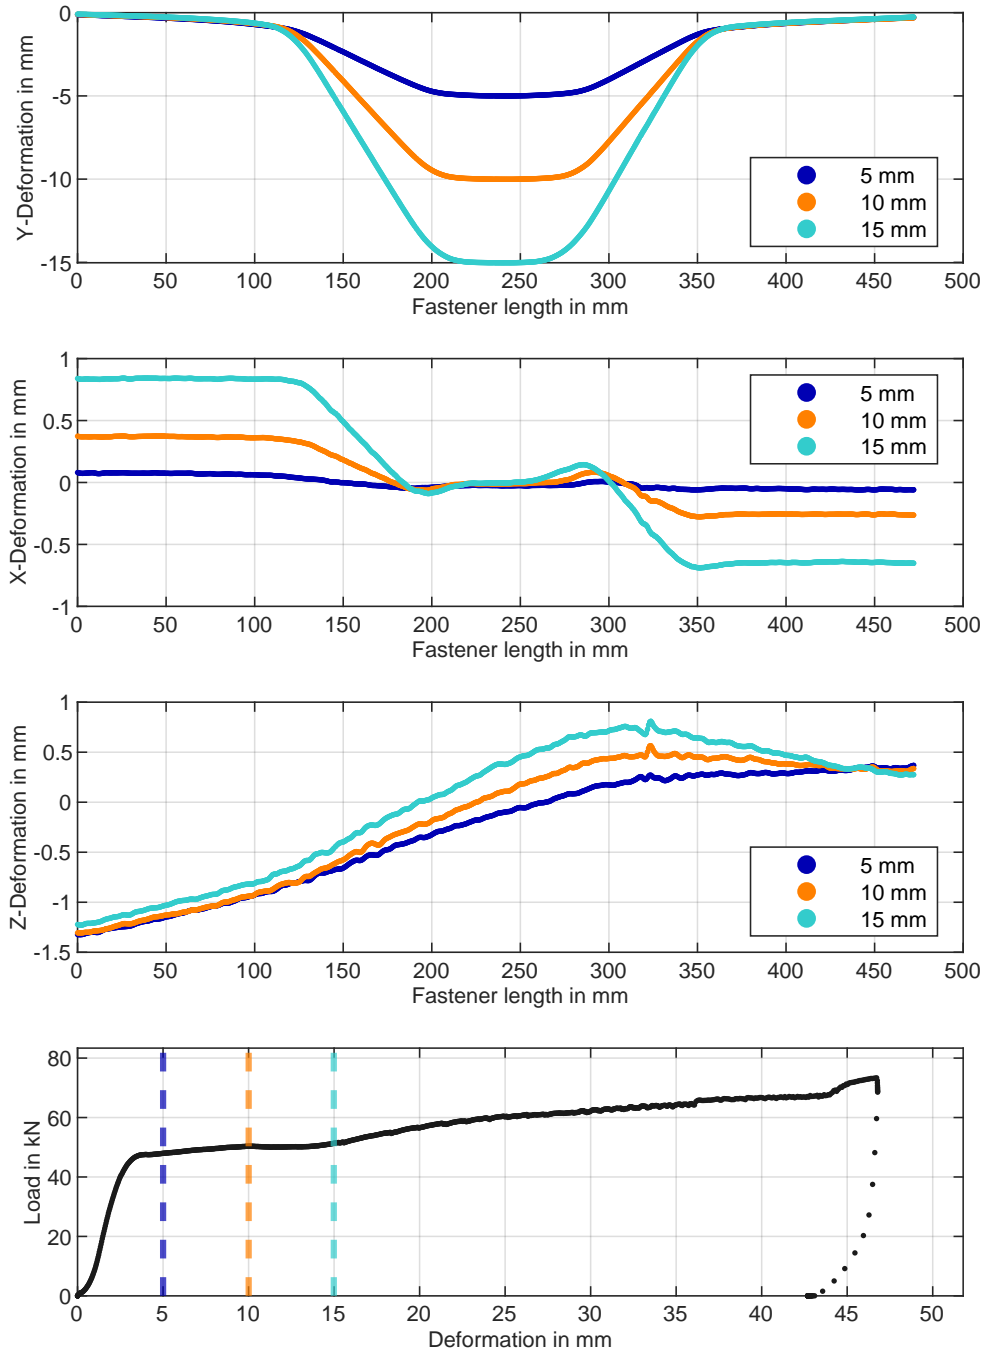 Y-Deformation in mm
0
-5
-10
-15
0 50 100 150 200 250 300 350 400 450 500
Fastener length in mm
5 mm
10 mm
15 mm
X-Deformation in mm
1
0.5
0
-0.5
-1
0 50 100 150 200 250 300 350 400 450 500
Fastener length in mm
5 mm
10 mm
15 mm
Z-Deformation in mm
1
0.5
0
-0.5
-1
-1.5
0 50 100 150 200 250 300 350 400 450 500
Fastener length in mm
5 mm
10 mm
15 mm
Load in kN
80
60
40
20
0
0 5 10 15 20 25 30 35 40 45 50
Deformation in mm